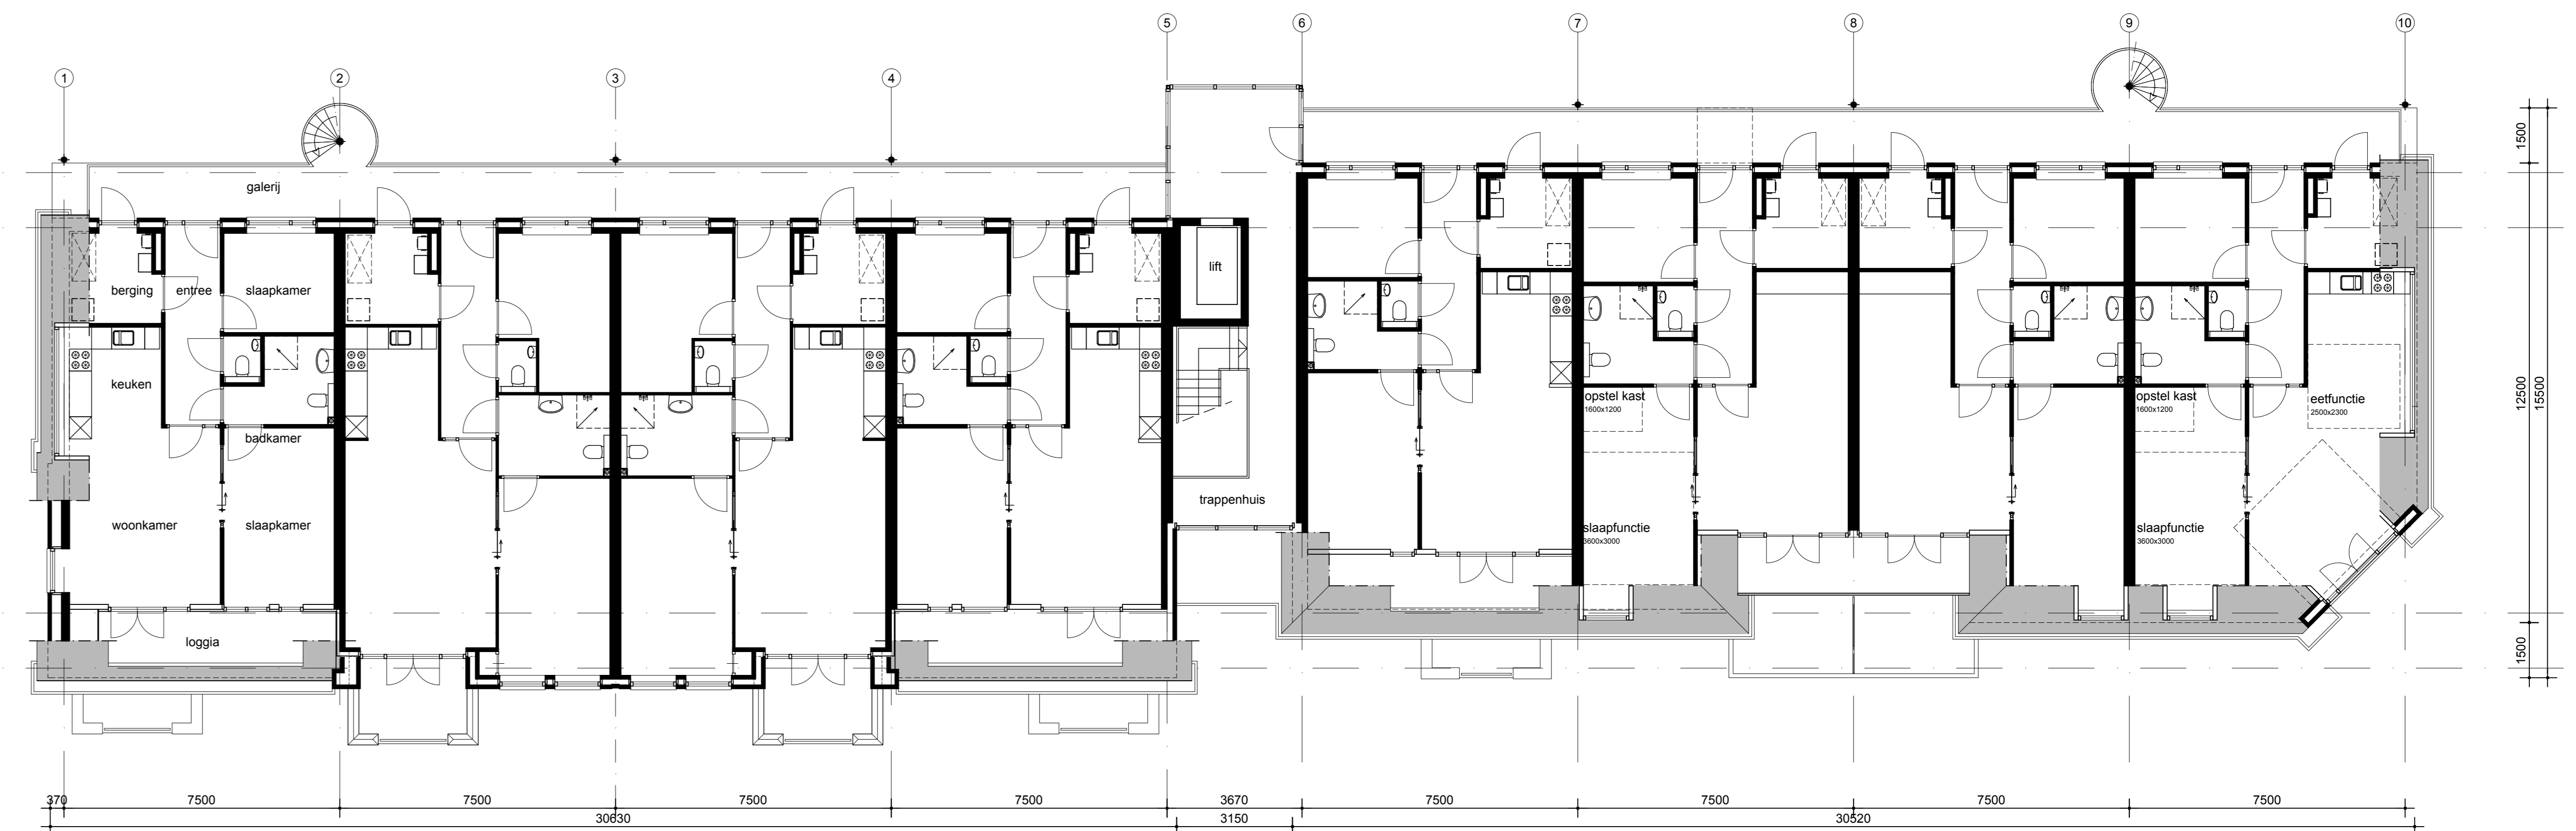 5
6
7
8
9
10
1
2
3
4
1500
galerij
lift
berging
entree
slaapkamer
keuken
opstel kast
1600x1200
opstel kast
1600x1200
eetfunctie
2500x2300
12500
15500
badkamer
trappenhuis
woonkamer
slaapkamer
slaapfunctie
3600x3000
slaapfunctie
3600x3000
loggia
1500
370
7500
7500
7500
7500
3670
7500
7500
7500
7500
30630
3150
30520